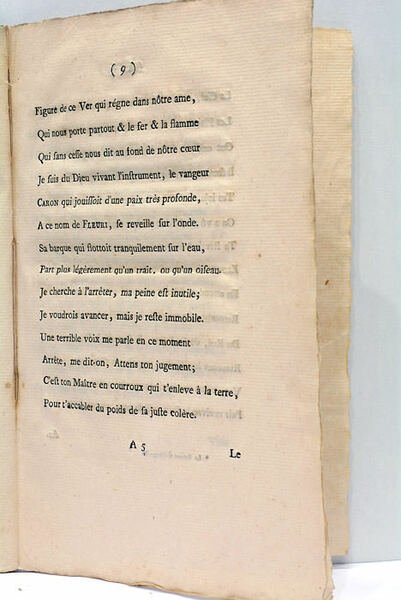 (9)
Figure de ce Ver qui régne dans nôtre ame,
Qui nous porte partout & le fer & la flamme
Qui sans cesse nous dit au fond de nôtre cœur
Je suis du Dieu vivant l'instrument, le vangeur
CARON qui jouissoit d'une paix très profonde,
A ce nom de FLEURI, se reveille sur l'onde.
Sa barque qui flottoit tranquilement sur l'eau,
Part plus légèrement qu'un trait, ou qu'un oiseau.
Je cherche à l'arrêter, ma peine est inutile;
Je voudrois avancer, mais je reste immobile.
Une terrible voix me parle en ce moment
Arrête, me dit-on, Attens ton jugement;
C'est ton Maître en courroux qui t'enleve à la terre,
Pour t'accabler du poids de sa juste colère.
A 5 Le